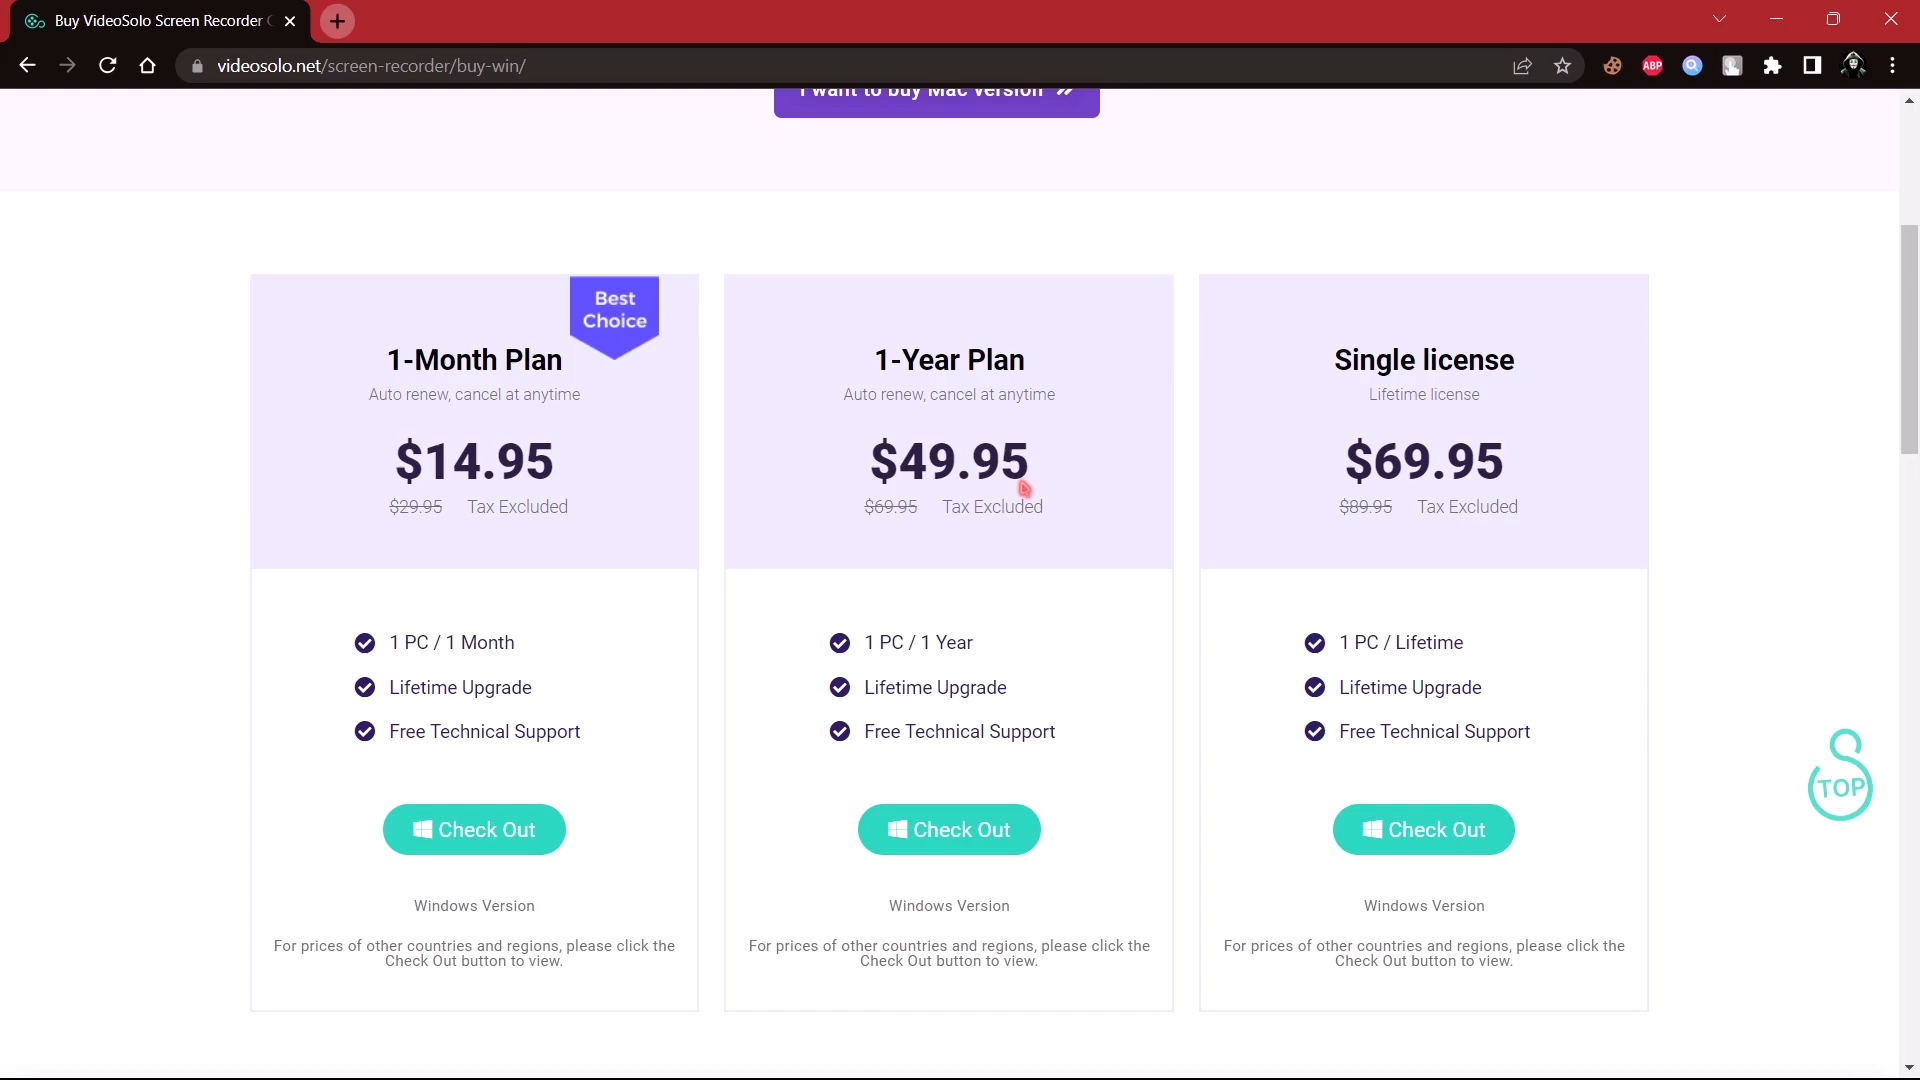 Buy VideoSolo Screen Recorder
videosolo.net/screen-recorder/buy-win/
ABP
I want to buy Mac version »
Best
Choice
1-Month Plan
Auto renew, cancel at anytime
$14.95
$29.95 Tax Excluded
1 PC / 1 Month
Lifetime Upgrade
Free Technical Support
Check Out
Windows Version
For prices of other countries and regions, please click the
Check Out button to view.
1-Year Plan
Auto renew, cancel at anytime
$49.95
$69.95 Tax Excluded
1 PC / 1 Year
Lifetime Upgrade
Free Technical Support
Check Out
Windows Version
For prices of other countries and regions, please click the
Check Out button to view.
Single license
Lifetime license
$69.95
$89.95 Tax Excluded
1 PC / Lifetime
Lifetime Upgrade
Free Technical Support
Check Out
Windows Version
For prices of other countries and regions, please click the
Check Out button to view.
TOP